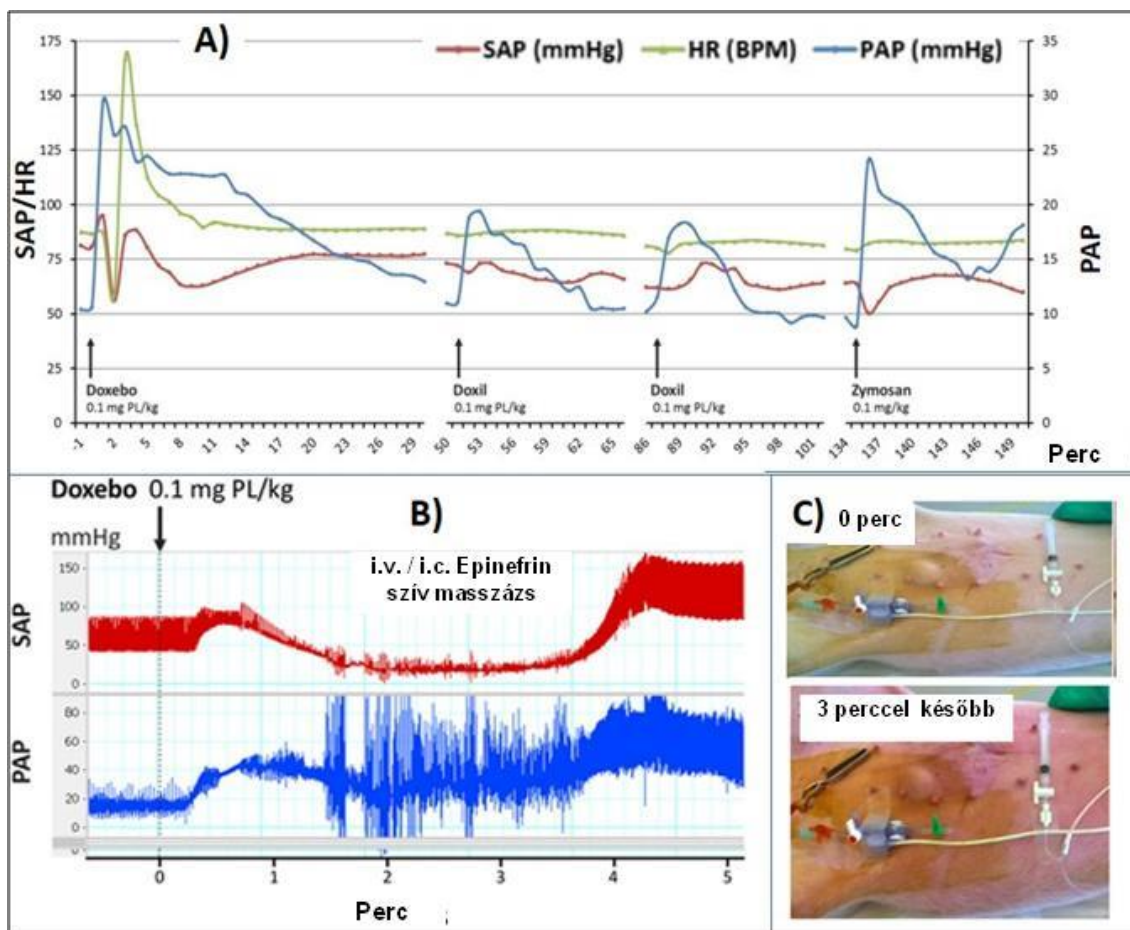 A)
SAP (mmHg) HR (BPM) PAP (mmHg)
175
150
125
100
75
50
25
0
SAP/HR
35
30
25
20
15
10
5
0
PAP
Doxebo
0.1 mg PL/kg
Doxil
0.1 mg PL/kg
Doxil
0.1 mg PL/kg
Zymosan
0.1 mg/kg
-1 2 5 8 11 14 17 20 23 26 29 50 53 56 59 62 65 86 89 92 95 98 101 134 137 140 143 146 149
Perc
Doxebo 0.1 mg PL/kg
B)
mmHg
i.v. / i.c. Epinefrin
szív masszázs
SAP
150
100
50
0
PAP
80
60
40
20
0
0 1 2 3 4 5
Perc
C)
0 perc
3 perccel később